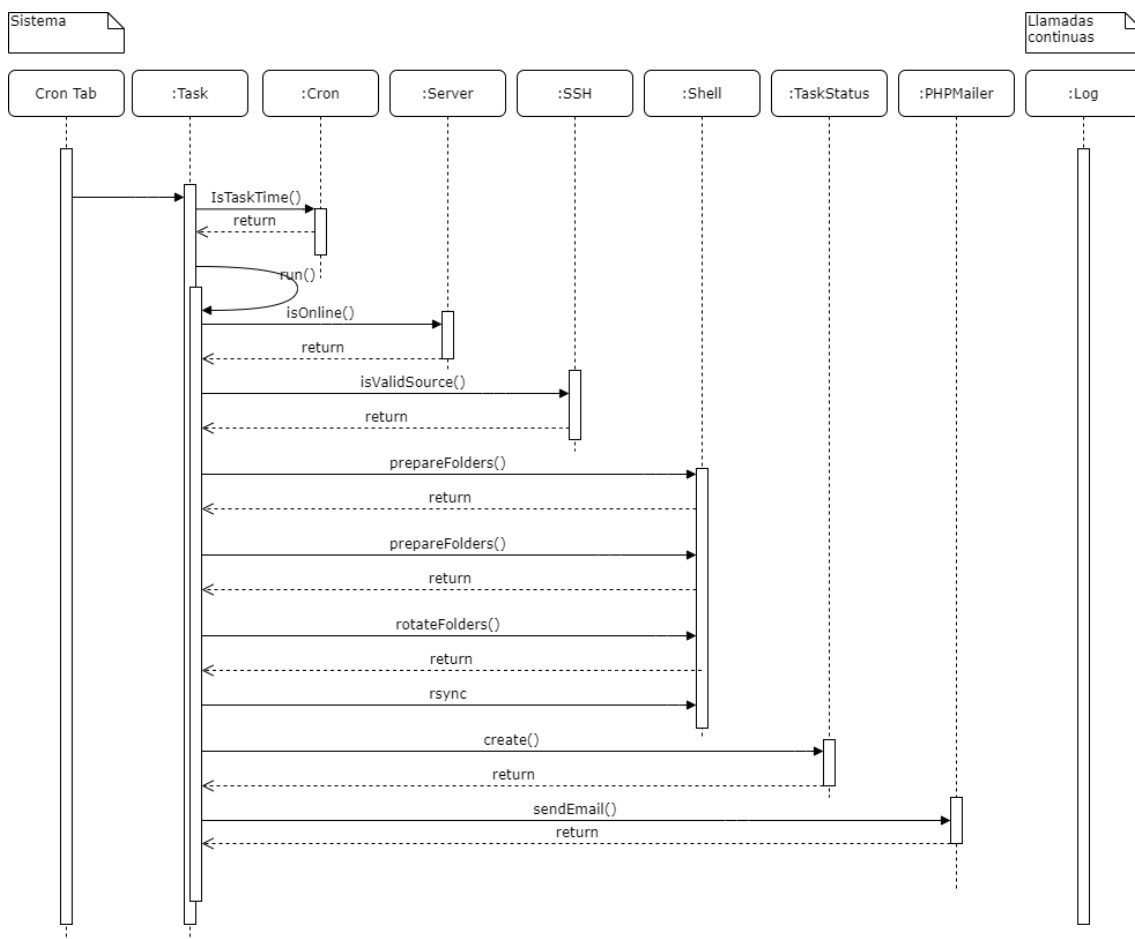 Sistema
Llamadas
continuas
Cron Tab
:Task
:Cron
:Server
:SSH
:Shell
:TaskStatus
:PHPMailer
:Log
IsTaskTime()
return
run()
isOnline()
return
isValidSource()
return
prepareFolders()
return
prepareFolders()
return
rotateFolders()
return
rsync
create()
return
sendEmail()
return